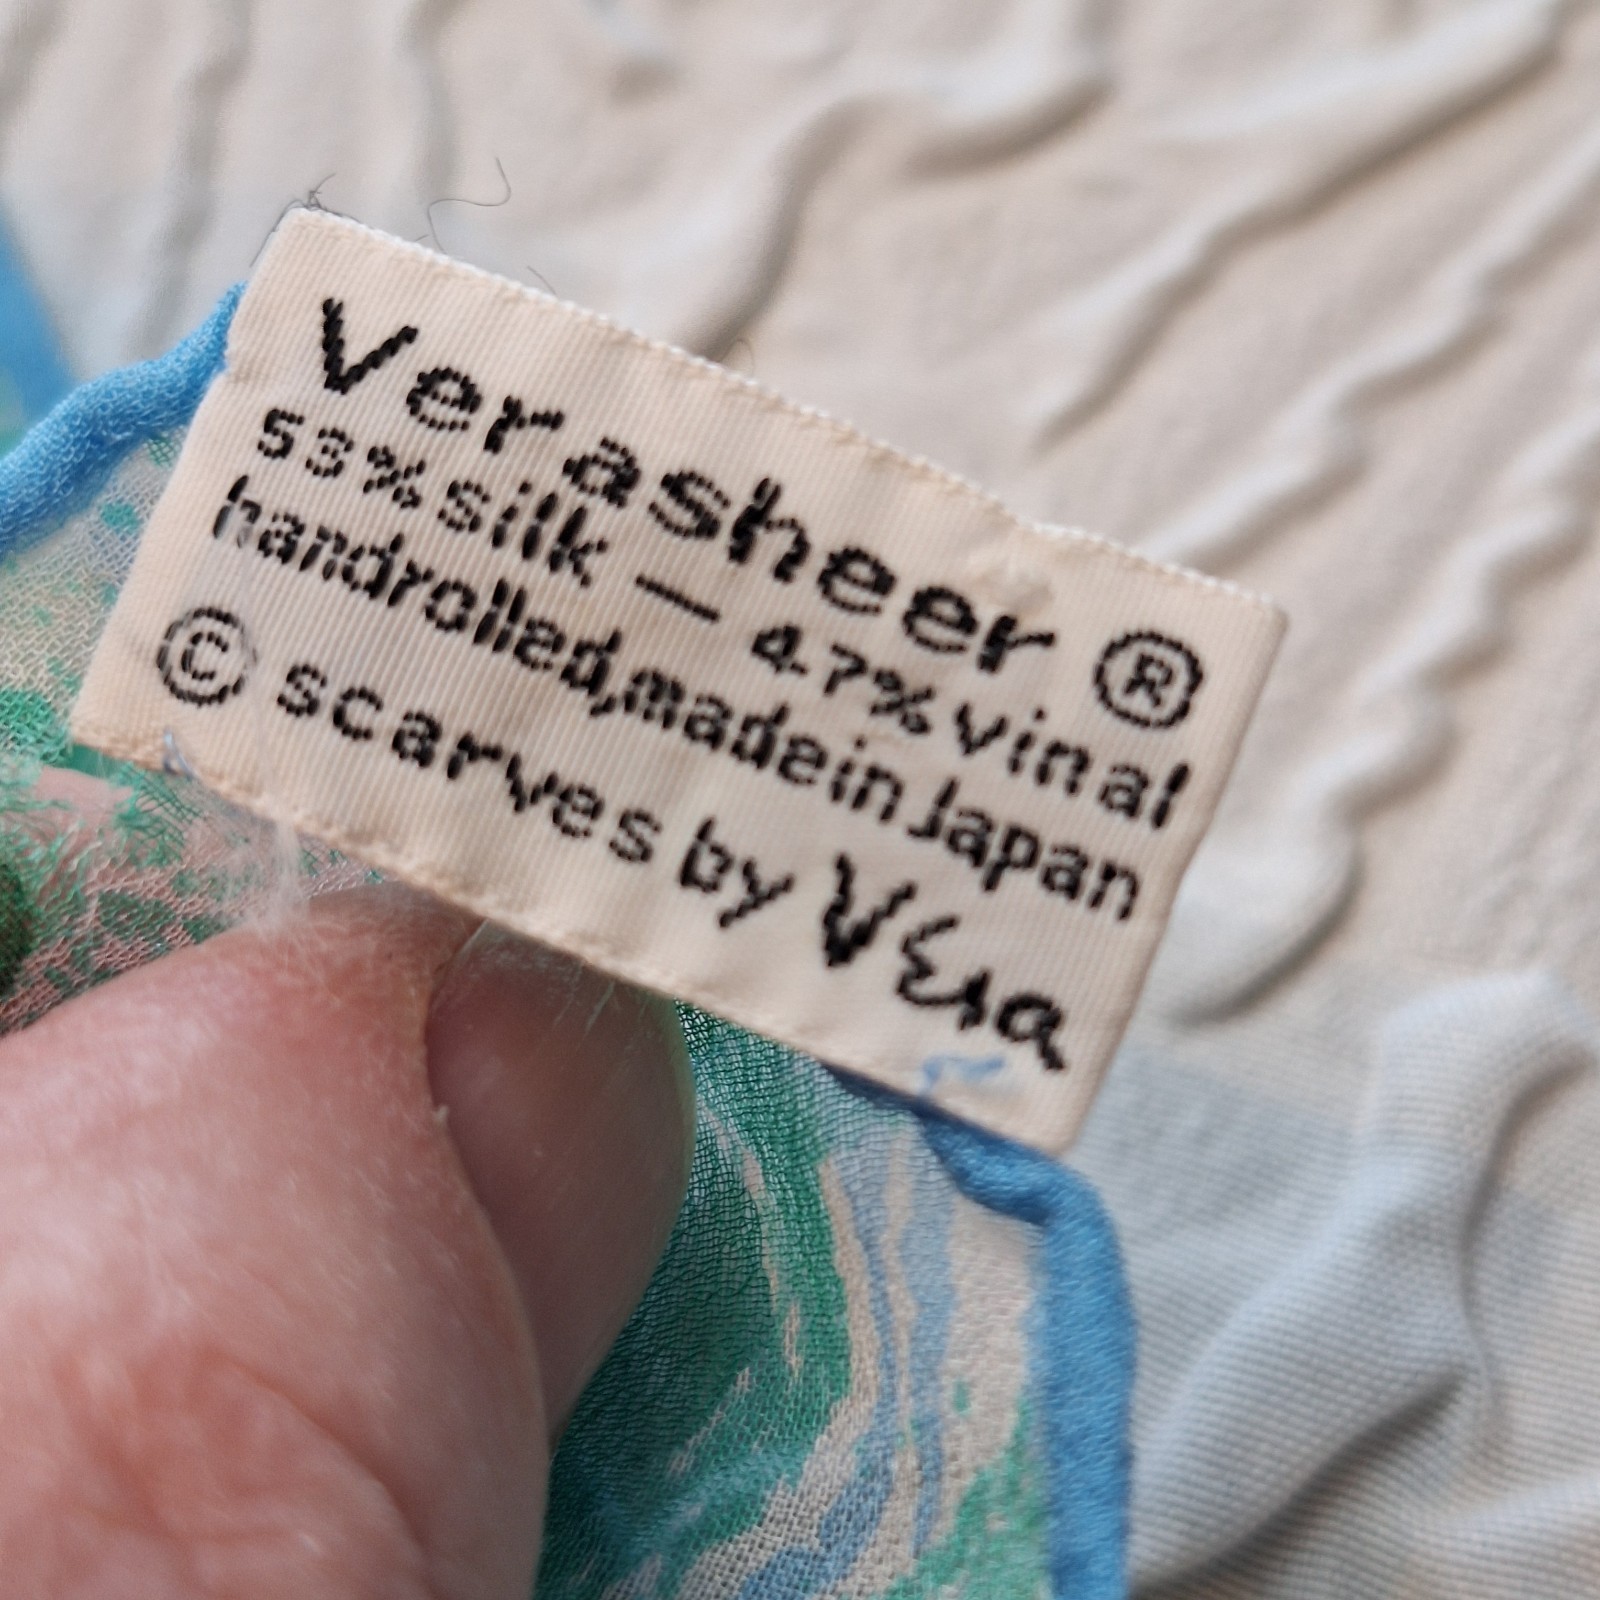 Verasheer ®
53% silk — 47% vinal
handrolled, made in Japan
© scarves by Vera